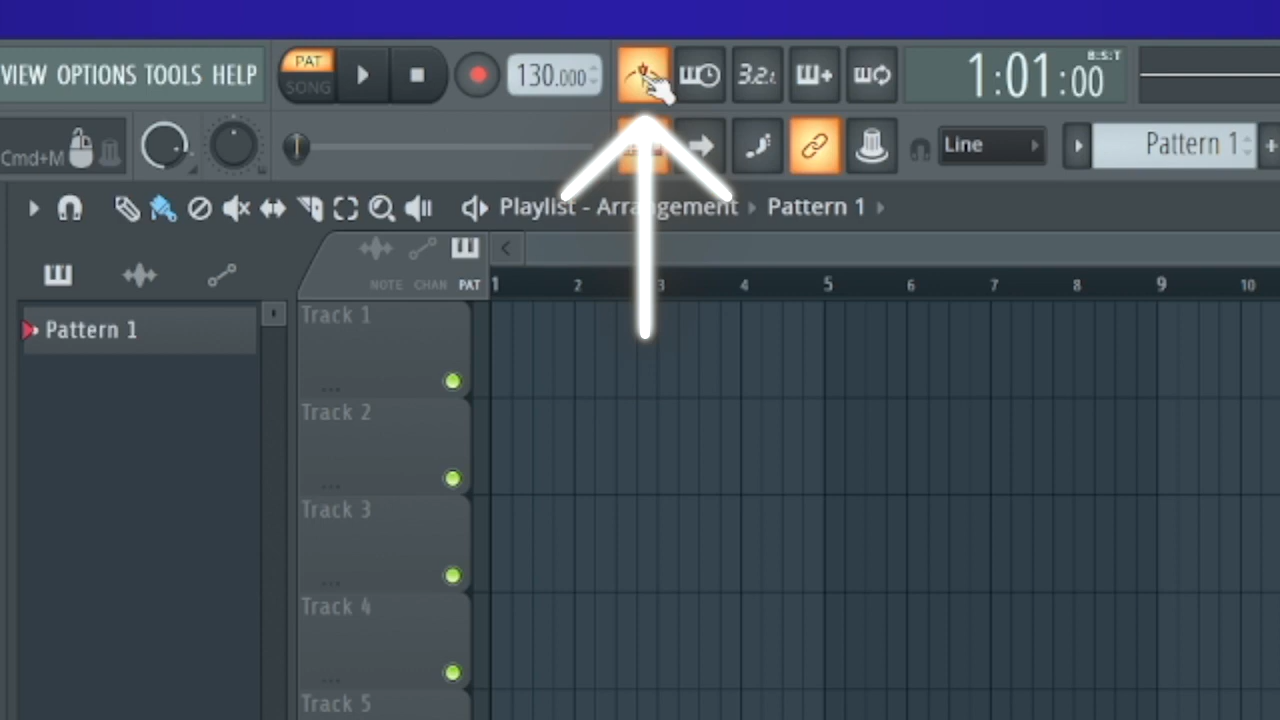 VIEW OPTIONS TOOLS HELP
PAT
SONG
130.000
3.2.1
B:S:T
1:01:00
Cmd+M
Line
Pattern 1
Playlist - Arrangement
Pattern 1
NOTE CHAN PAT
1 2 3 4 5 6 7 8 9 10
Pattern 1
Track 1
...
Track 2
...
Track 3
...
Track 4
...
Track 5